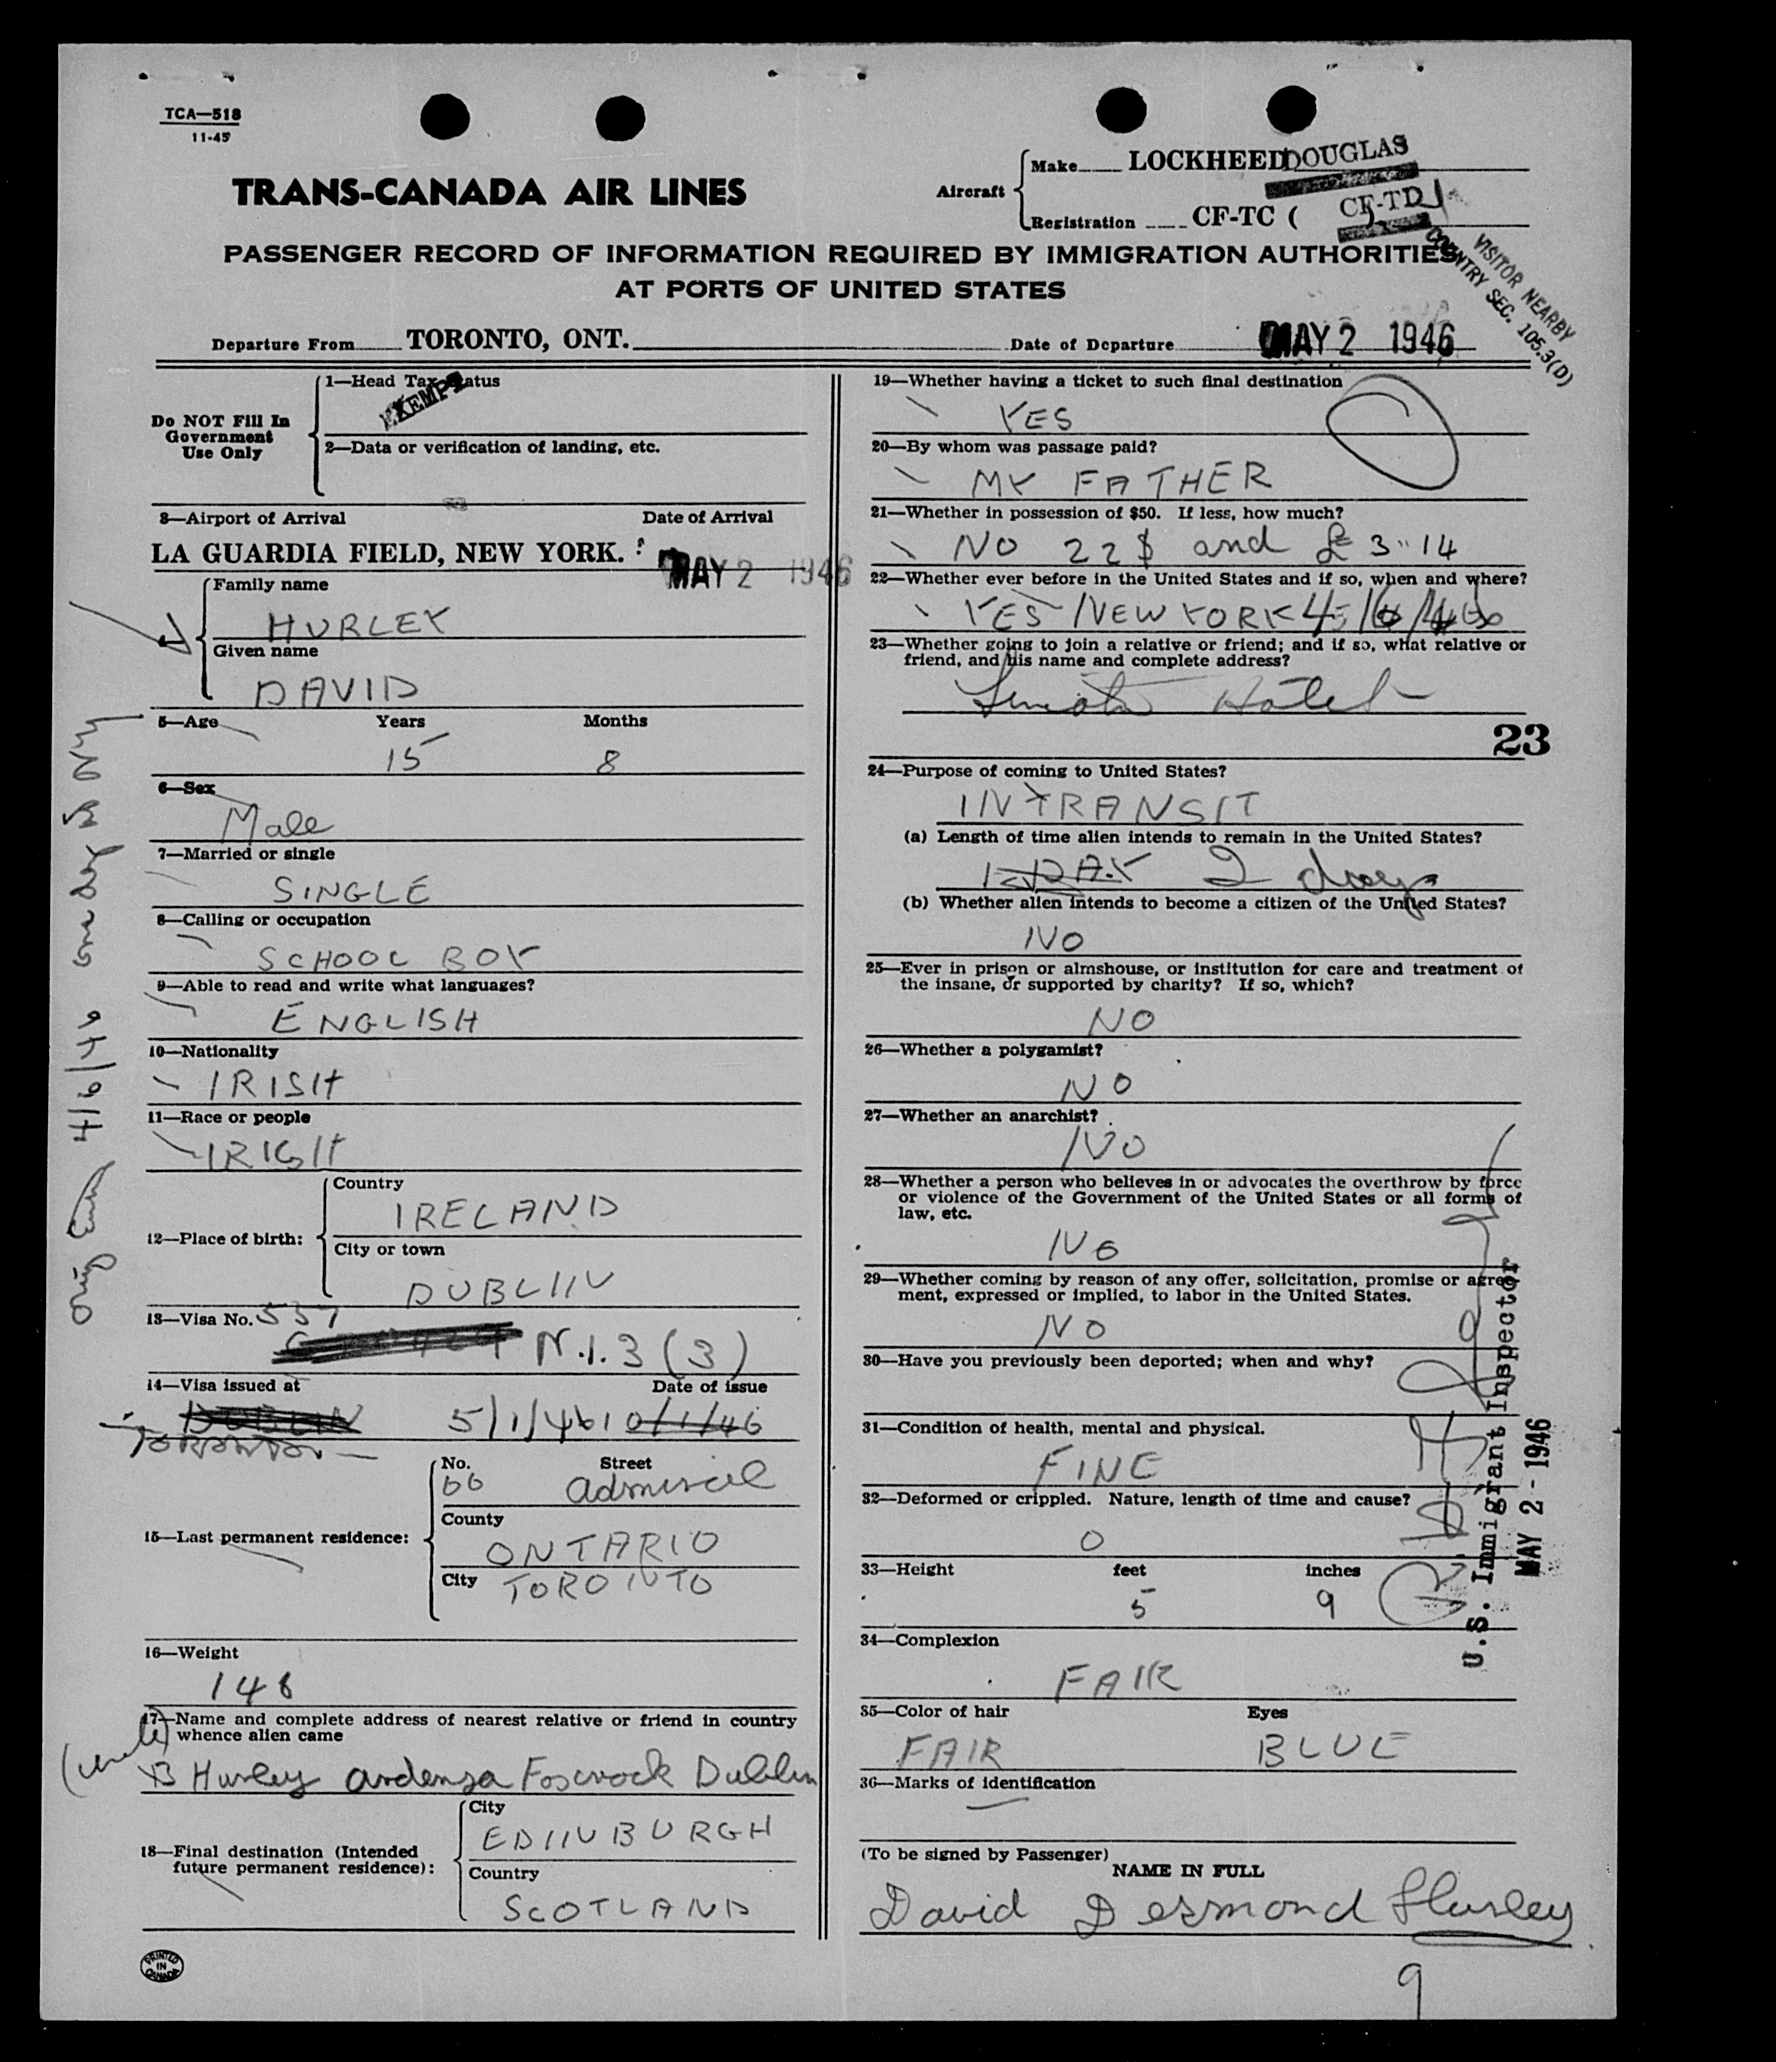 TCA—518
11-45
TRANS-CANADA AIR LINES
Aircraft
Make LOCKHEED DOUGLAS
Registration CF-TC ( CF-TD
PASSENGER RECORD OF INFORMATION REQUIRED BY IMMIGRATION AUTHORITIES
AT PORTS OF UNITED STATES
VISITOR NEARBY
COUNTRY SEC. 105.3(D)
Departure From TORONTO, ONT. Date of Departure MAY 2 1946
Do NOT Fill In
Government
Use Only
1—Head Tax Status
EXEMPT
2—Data or verification of landing, etc.
3—Airport of Arrival Date of Arrival
LA GUARDIA FIELD, NEW YORK. MAY 2 1946
Family name
HURLEY
Given name
DAVID
5—Age Years Months
15 8
6—Sex
Male
7—Married or single
SINGLE
8—Calling or occupation
SCHOOL BOY
9—Able to read and write what languages?
ENGLISH
10—Nationality
IRISH
11—Race or people
IRISH
12—Place of birth:
Country
IRELAND
City or town
DUBLIN
13—Visa No. 537
N.I. 3 (3)
14—Visa issued at Date of issue
DUBLIN 5/1/46 10/1/46
TORONTO
15—Last permanent residence:
No. Street
66 Admiral
County
ONTARIO
City TORONTO
16—Weight
148
17—Name and complete address of nearest relative or friend in country
whence alien came
(uncle)
B Hurley Ardenza Foxrock Dublin
18—Final destination (Intended
future permanent residence):
City
EDINBURGH
Country
SCOTLAND
PRINTED
IN
CANADA
4/6/46 one day in NY
19—Whether having a ticket to such final destination
YES
20—By whom was passage paid?
MY FATHER
21—Whether in possession of $50. If less, how much?
NO 22$ and £3"14
22—Whether ever before in the United States and if so, when and where?
YES NEW YORK
23—Whether going to join a relative or friend; and if so, what relative or
friend, and his name and complete address?
Hotel
23
24—Purpose of coming to United States?
INTRANSIT
(a) Length of time alien intends to remain in the United States?
1 DAY 2 days
(b) Whether alien intends to become a citizen of the United States?
NO
25—Ever in prison or almshouse, or institution for care and treatment of
the insane, or supported by charity? If so, which?
NO
26—Whether a polygamist?
NO
27—Whether an anarchist?
NO
28—Whether a person who believes in or advocates the overthrow by force
or violence of the Government of the United States or all forms of
law, etc.
NO
29—Whether coming by reason of any offer, solicitation, promise or agree-
ment, expressed or implied, to labor in the United States.
NO
30—Have you previously been deported; when and why?
31—Condition of health, mental and physical.
FINE
32—Deformed or crippled. Nature, length of time and cause?
0
33—Height feet inches
5 9
34—Complexion
FAIR
35—Color of hair Eyes
FAIR BLUE
36—Marks of identification
U.S. Immigrant Inspector
MAY 2 - 1946
(To be signed by Passenger)
NAME IN FULL
David Desmond Hurley
9